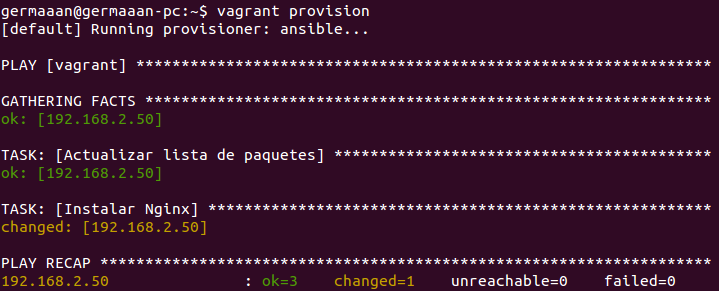 germaaan@germaaan-pc:~$ vagrant provision
[default] Running provisioner: ansible...
PLAY [vagrant] ****************************************************************
GATHERING FACTS ***************************************************************
ok: [192.168.2.50]
TASK: [Actualizar lista de paquetes] ******************************************
ok: [192.168.2.50]
TASK: [Instalar Nginx] ********************************************************
changed: [192.168.2.50]
PLAY RECAP ********************************************************************
192.168.2.50               : ok=3    changed=1    unreachable=0    failed=0